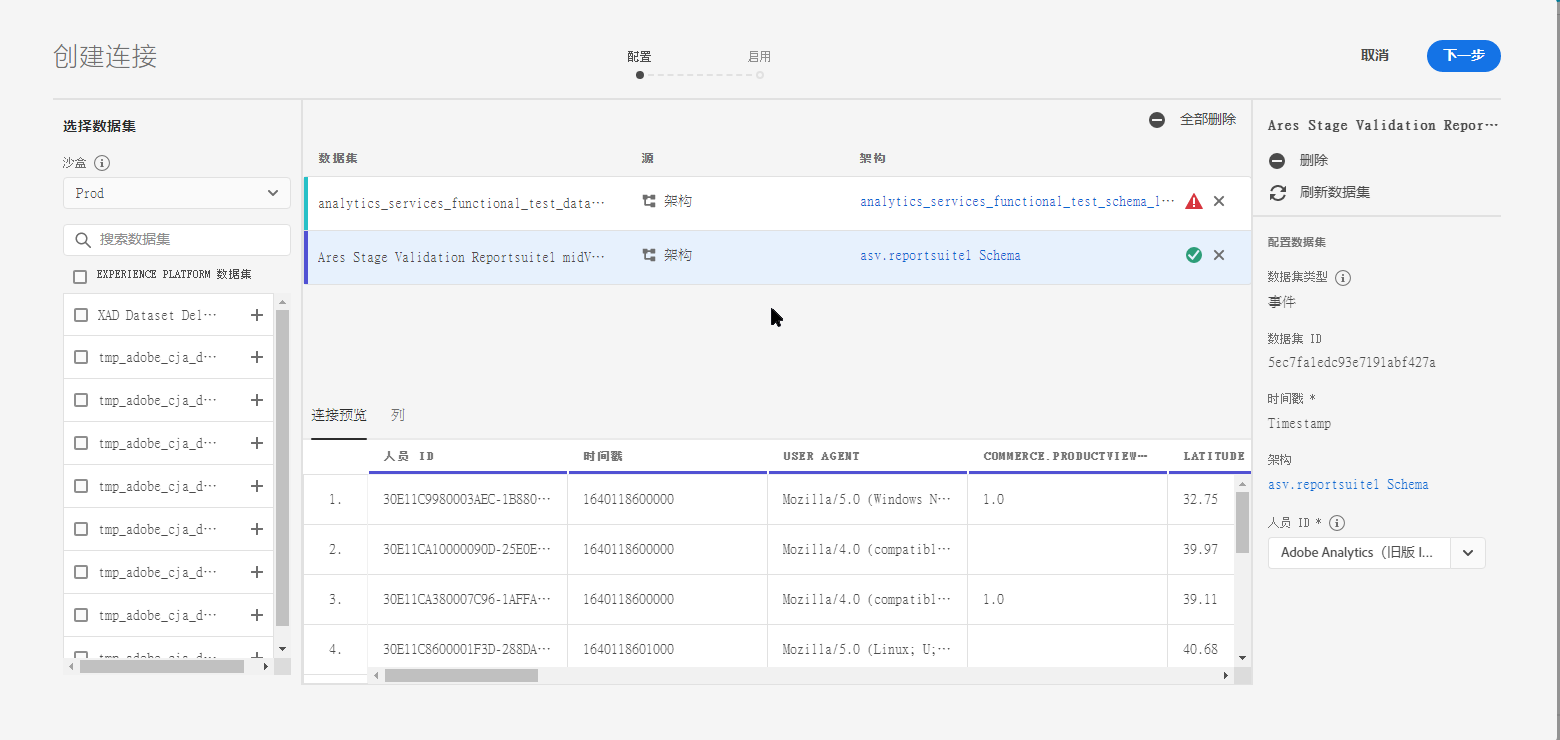 创建连接
配置
启用
取消
下一步
选择数据集
沙盒
Prod
搜索数据集
EXPERIENCE PLATFORM 数据集
XAD Dataset Del…
tmp_adobe_cja_d…
tmp_adobe_cja_d…
tmp_adobe_cja_d…
tmp_adobe_cja_d…
tmp_adobe_cja_d…
tmp_adobe_cja_d…
tmp_adobe_cja_d…
tmp_adobe_cja_d…
全部删除
数据集 源 架构
analytics_services_functional_test_data… 架构 analytics_services_functional_test_schema_l…
Ares Stage Validation Reportsuite1 midV… 架构 asv.reportsuite1 Schema
连接预览 列
人员 ID 时间戳 USER AGENT COMMERCE.PRODUCTVIEW… LATITUDE
1. 30E11C9980003AEC-1B880… 1640118600000 Mozilla/5.0 (Windows N… 1.0 32.75
2. 30E11CA10000090D-25E0E… 1640118600000 Mozilla/4.0 (compatibl… 39.97
3. 30E11CA380007C96-1AFFA… 1640118600000 Mozilla/4.0 (compatibl… 1.0 39.11
4. 30E11C8600001F3D-288DA… 1640118601000 Mozilla/5.0 (Linux; U;… 40.68
Ares Stage Validation Repor…
删除
刷新数据集
配置数据集
数据集类型
事件
数据集 ID
5ec7fa1edc93e7191abf427a
时间戳 *
Timestamp
架构
asv.reportsuite1 Schema
人员 ID *
Adobe Analytics（旧版 I...